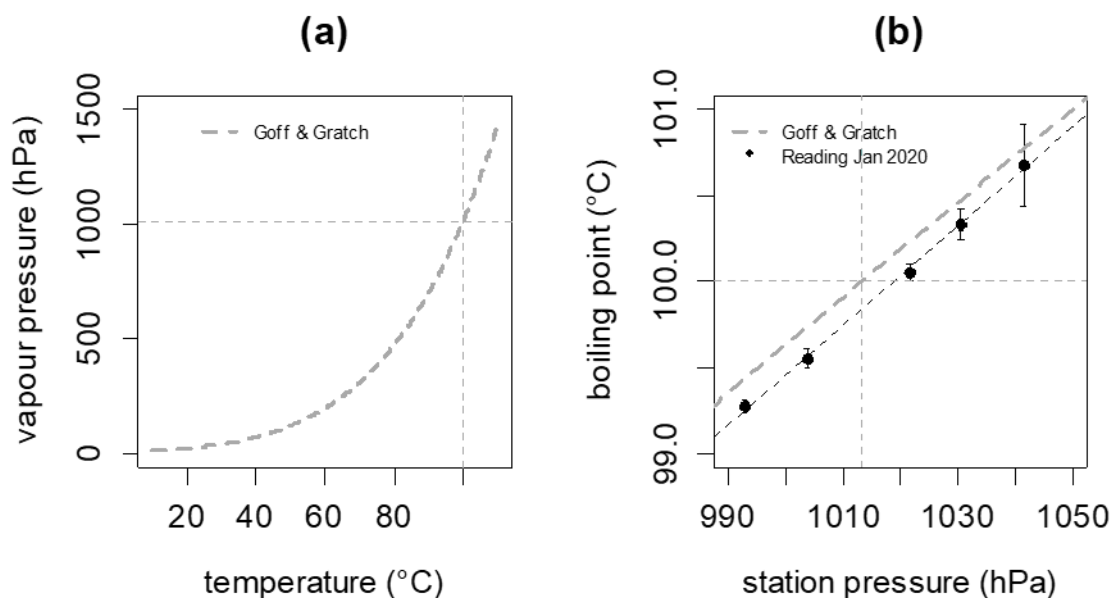 (a)
1500
1000
500
0
vapour pressure (hPa)
Goff & Gratch
20 40 60 80
temperature (°C)
(b)
101.0
100.0
99.0
boiling point (°C)
Goff & Gratch
Reading Jan 2020
990 1010 1030 1050
station pressure (hPa)